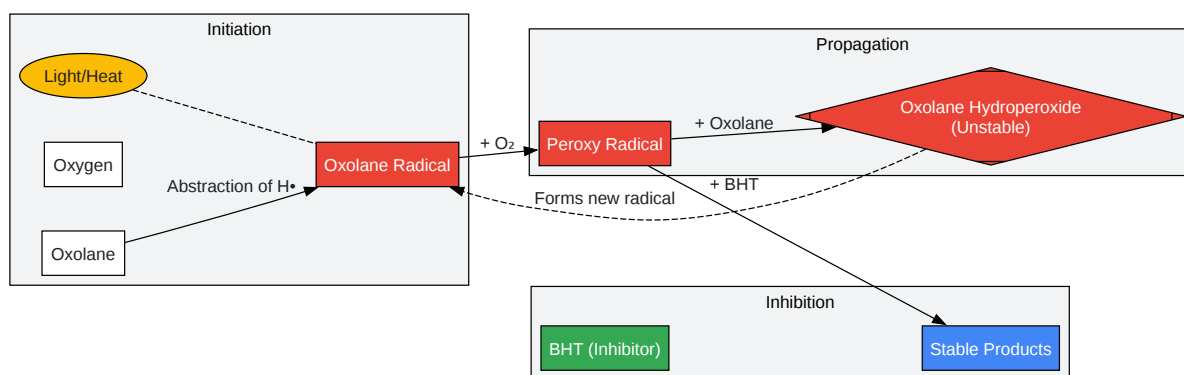 Initiation
Light/Heat
Oxygen
Abstraction of H•
Oxolane
Oxolane Radical
+ O₂
Propagation
Peroxy Radical
+ Oxolane
Oxolane Hydroperoxide
(Unstable)
+ BHT
Forms new radical
Inhibition
BHT (Inhibitor)
Stable Products